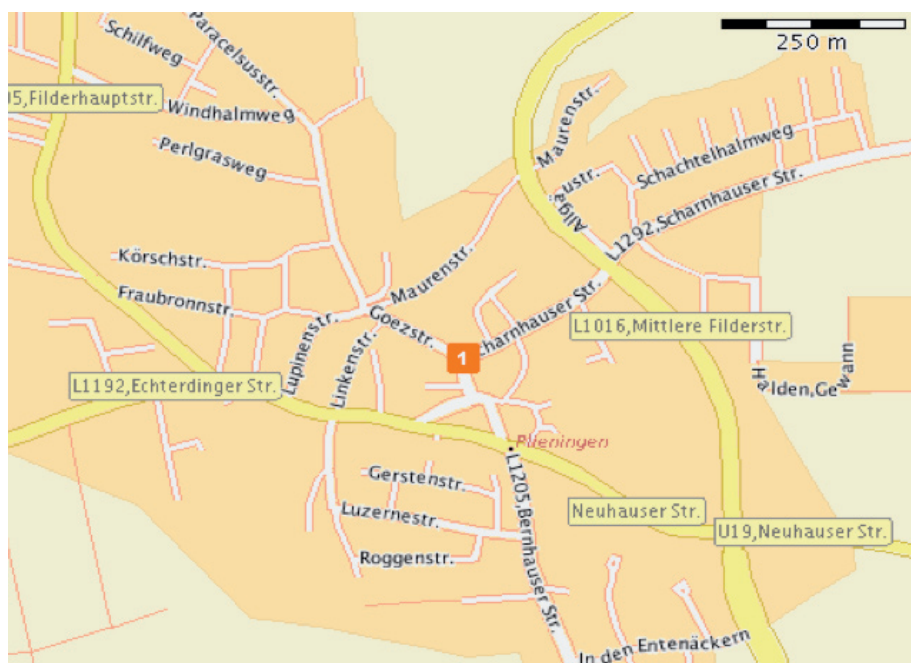 Paracelsusstr.
Schilfweg
250 m
05,Filderhauptstr.
Windhalmweg
Maurenstr.
Perlgrasweg
Schachtelhalmweg
Allgäustr.
L1292,Scharnhauser Str.
Körschstr.
Maurenstr.
Fraubronnstr.
Goezstr.
charnhauser Str.
L1016,Mittlere Filderstr.
Lupinenstr.
1
Linkenstr.
L1192,Echterdinger Str.
Halden,Gewann
Plieningen
Gerstenstr.
L1205,Bernhauser Str.
Luzernestr.
Neuhauser Str.
U19,Neuhauser Str.
Roggenstr.
In den Entenäckern